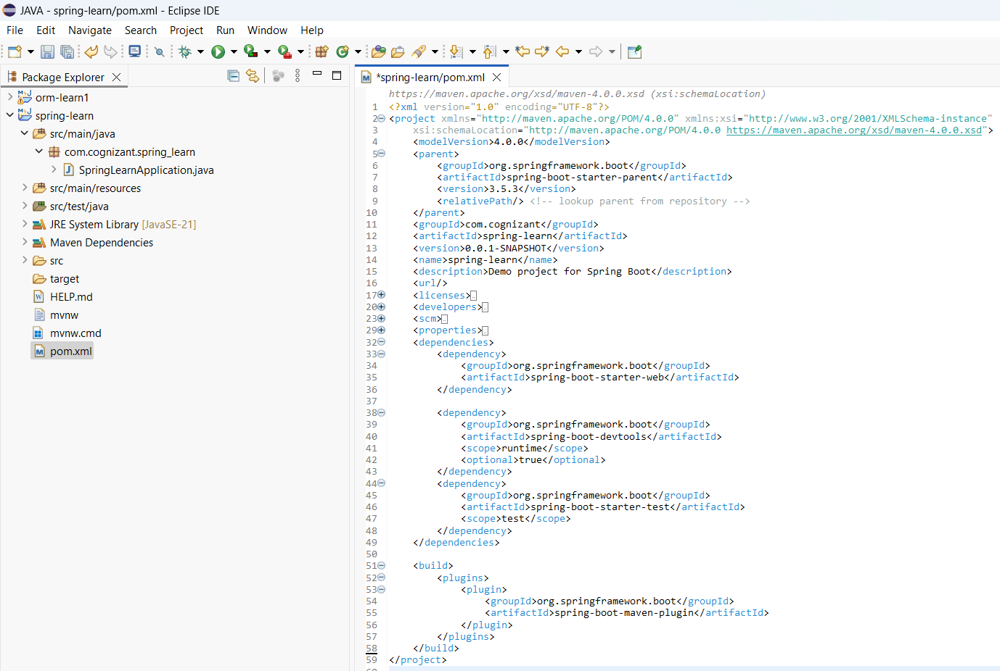 JAVA - spring-learn/pom.xml - Eclipse IDE
File Edit Navigate Search Project Run Window Help
Package Explorer
orm-learn1
spring-learn
src/main/java
com.cognizant.spring_learn
SpringLearnApplication.java
src/main/resources
src/test/java
JRE System Library [JavaSE-21]
Maven Dependencies
src
target
HELP.md
mvnw
mvnw.cmd
pom.xml
*spring-learn/pom.xml
https://maven.apache.org/xsd/maven-4.0.0.xsd (xsi:schemaLocation)
1 <?xml version="1.0" encoding="UTF-8"?>
2 <project xmlns="http://maven.apache.org/POM/4.0.0" xmlns:xsi="http://www.w3.org/2001/XMLSchema-instance"
3 xsi:schemaLocation="http://maven.apache.org/POM/4.0.0 https://maven.apache.org/xsd/maven-4.0.0.xsd">
4 <modelVersion>4.0.0</modelVersion>
5 <parent>
6 <groupId>org.springframework.boot</groupId>
7 <artifactId>spring-boot-starter-parent</artifactId>
8 <version>3.5.3</version>
9 <relativePath/> <!-- lookup parent from repository -->
10 </parent>
11 <groupId>com.cognizant</groupId>
12 <artifactId>spring-learn</artifactId>
13 <version>0.0.1-SNAPSHOT</version>
14 <name>spring-learn</name>
15 <description>Demo project for Spring Boot</description>
16 <url/>
17 <licenses>
20 <developers>
23 <scm>
29 <properties>
32 <dependencies>
33 <dependency>
34 <groupId>org.springframework.boot</groupId>
35 <artifactId>spring-boot-starter-web</artifactId>
36 </dependency>
37
38 <dependency>
39 <groupId>org.springframework.boot</groupId>
40 <artifactId>spring-boot-devtools</artifactId>
41 <scope>runtime</scope>
42 <optional>true</optional>
43 </dependency>
44 <dependency>
45 <groupId>org.springframework.boot</groupId>
46 <artifactId>spring-boot-starter-test</artifactId>
47 <scope>test</scope>
48 </dependency>
49 </dependencies>
50
51 <build>
52 <plugins>
53 <plugin>
54 <groupId>org.springframework.boot</groupId>
55 <artifactId>spring-boot-maven-plugin</artifactId>
56 </plugin>
57 </plugins>
58 </build>
59 </project>